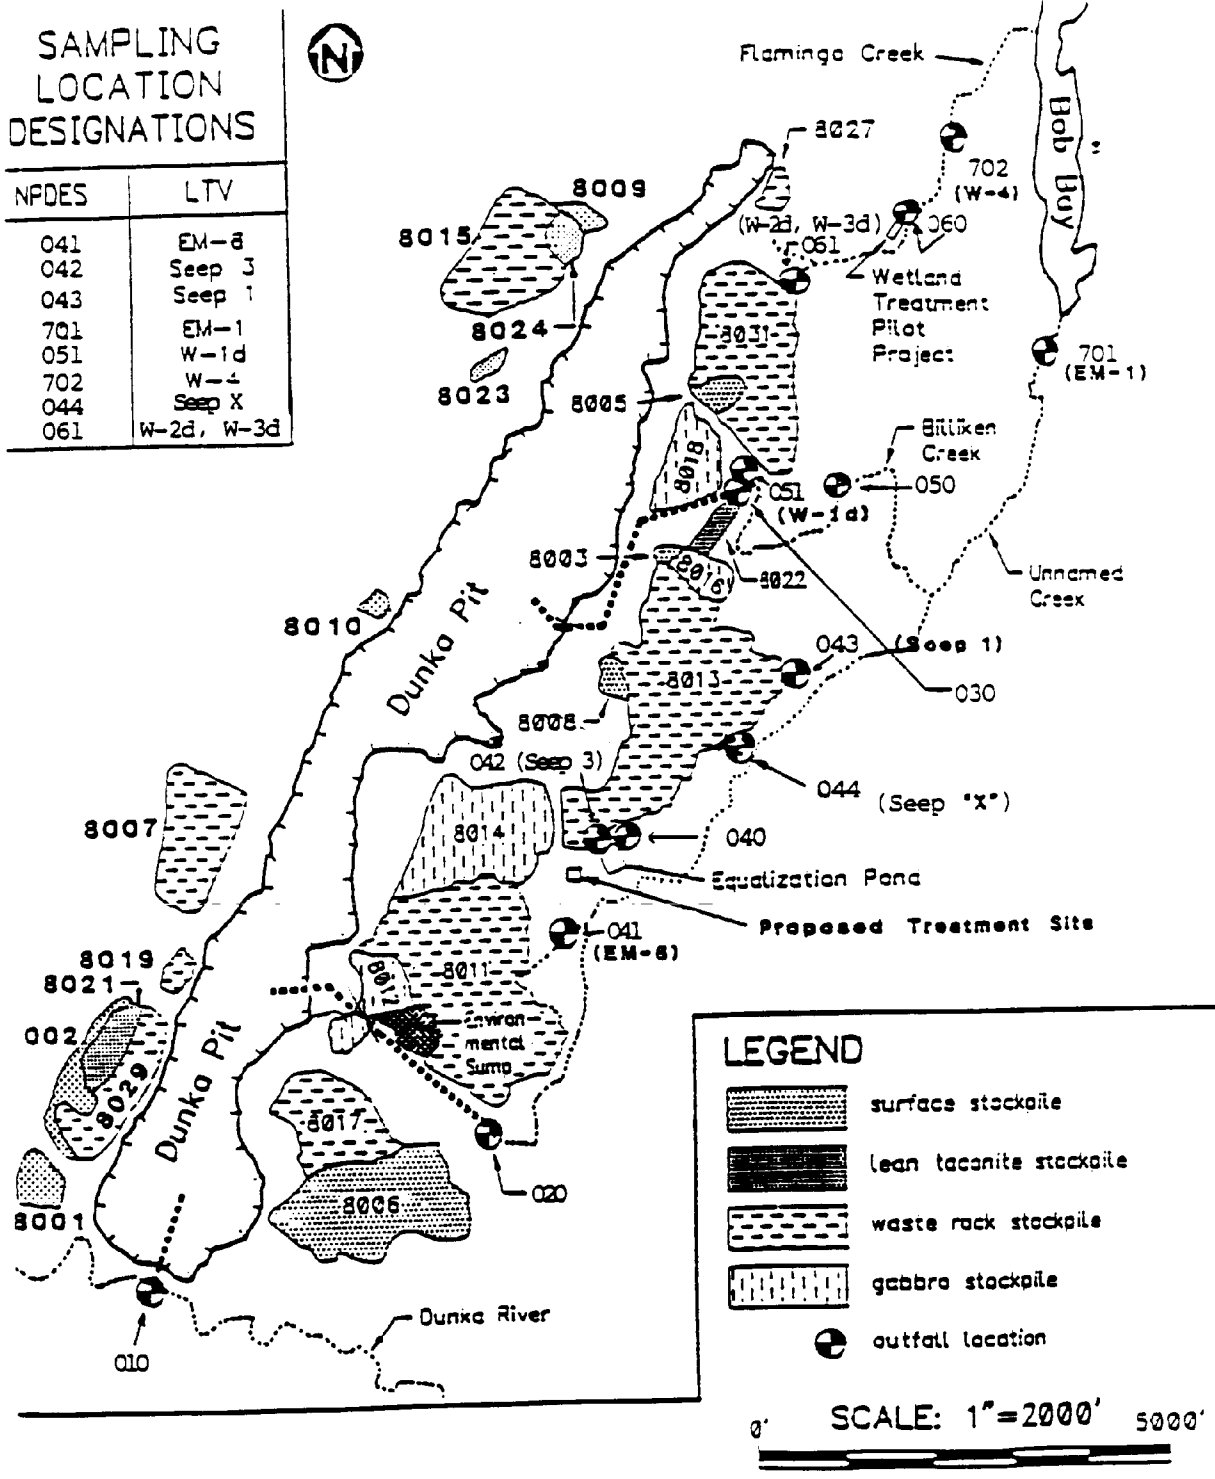 SAMPLING
LOCATION
DESIGNATIONS
NPDES LTV
041 EM-8
042 Seep 3
043 Seep 1
701 EM-1
051 W-1d
702 W-4
044 Seep X
061 W-2d, W-3d
N
Flamingo Creek
Bob Bay
8027
702
(W-4)
8009
8015
(W-2d, W-3d)
061
060
Wetland
Treatment
Pilot
Project
8024
8031
701
(EM-1)
8023
8005
Billiken
Creek
8018
051
(W-1d)
050
8003
8016
8022
Unnamed
Creek
8010
Dunka Pit
043 (Seep 1)
8013
030
8008
042 (Seep 3)
044 (Seep "X")
8007
8014
040
Equalization Pond
Proposed Treatment Site
041
(EM-8)
8019
8021
8012
8011
002
Environ
mental
Sump
8029
Dunka Pit
8017
020
8006
8001
Dunka River
010
LEGEND
surface stockpile
lean taconite stockpile
waste rock stockpile
gabbro stockpile
outfall location
SCALE: 1"=2000'
0' 5000'